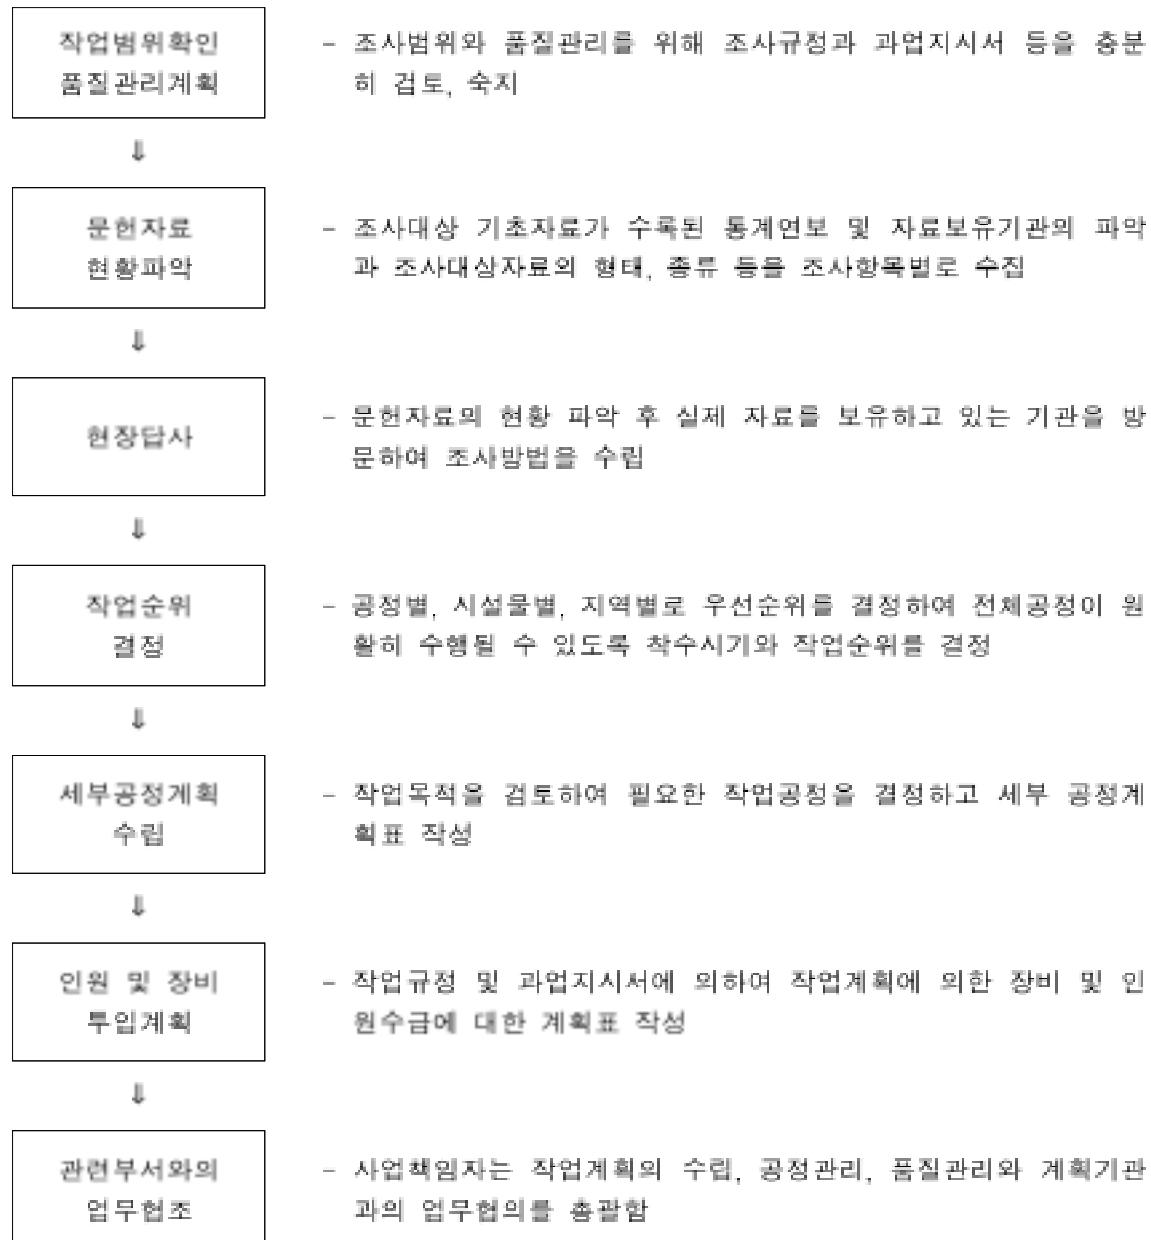 작업범위확인
품질관리계획
- 조사범위와 품질관리를 위해 조사규정과 과업지시서 등을 충분
히 검토, 숙지
⇓
문헌자료
현황파악
- 조사대상 기초자료가 수록된 통계연보 및 자료보유기관의 파악
과 조사대상자료의 형태, 종류 등을 조사항목별로 수집
⇓
현장답사
- 문헌자료의 현황 파악 후 실제 자료를 보유하고 있는 기관을 방
문하여 조사방법을 수립
⇓
작업순위
결정
- 공정별, 시설물별, 지역별로 우선순위를 결정하여 전체공정이 원
활히 수행될 수 있도록 착수시기와 작업순위를 결정
⇓
세부공정계획
수립
- 작업목적을 검토하여 필요한 작업공정을 결정하고 세부 공정계
획표 작성
⇓
인원 및 장비
투입계획
- 작업규정 및 과업지시서에 의하여 작업계획에 의한 장비 및 인
원수급에 대한 계획표 작성
⇓
관련부서와의
업무협조
- 사업책임자는 작업계획의 수립, 공정관리, 품질관리와 계획기관
과의 업무협의를 총괄함